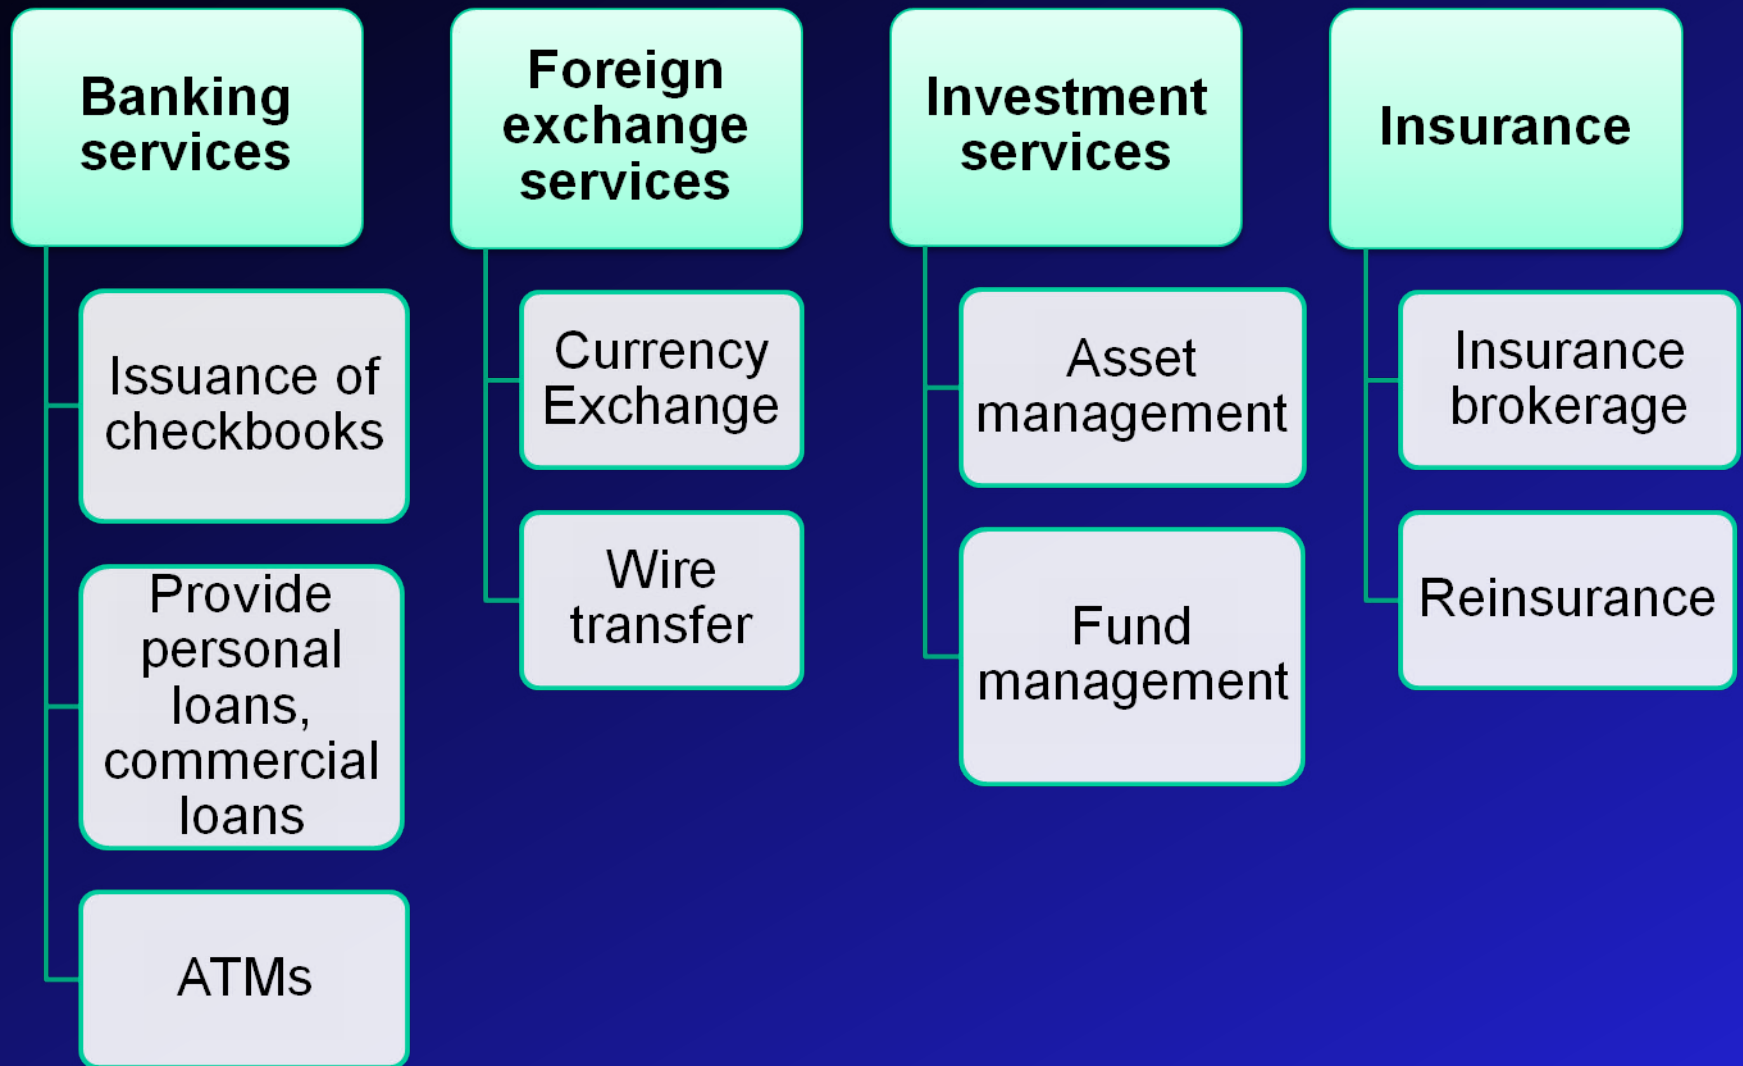 Banking
services
Issuance of
checkbooks
Provide
personal
loans,
commercial
loans
ATMs
Foreign
exchange
services
Currency
Exchange
Wire
transfer
Investment
services
Asset
management
Fund
management
Insurance
Insurance
brokerage
Reinsurance